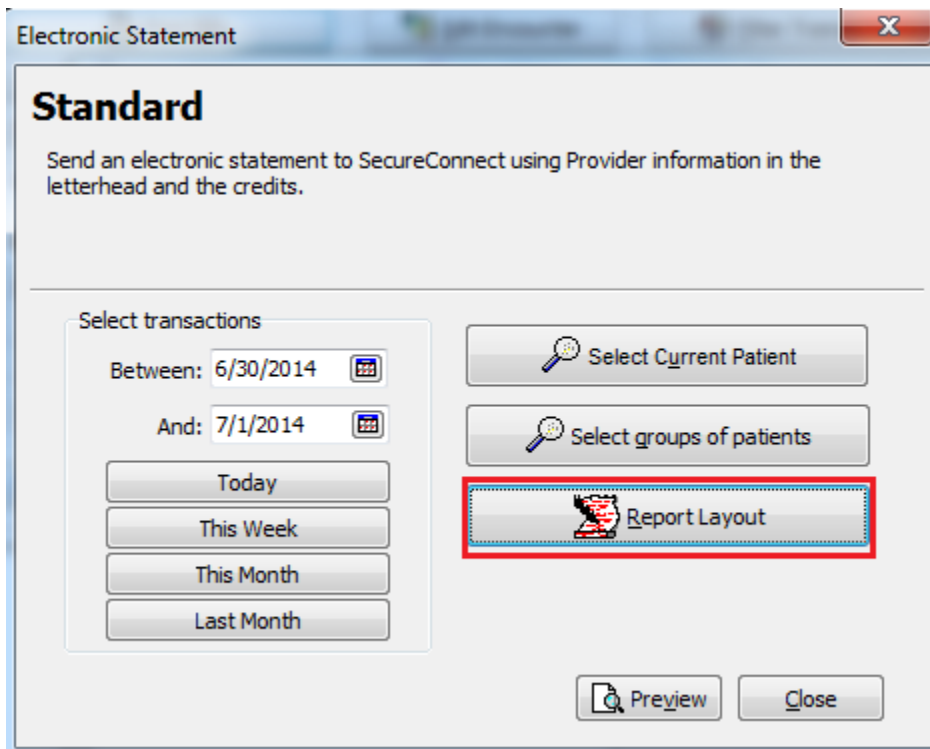 Electronic Statement
Standard
Send an electronic statement to SecureConnect using Provider information in the
letterhead and the credits.
Select transactions
Between: 6/30/2014
And: 7/1/2014
Today
This Week
This Month
Last Month
Select Current Patient
Select groups of patients
Report Layout
Preview
Close